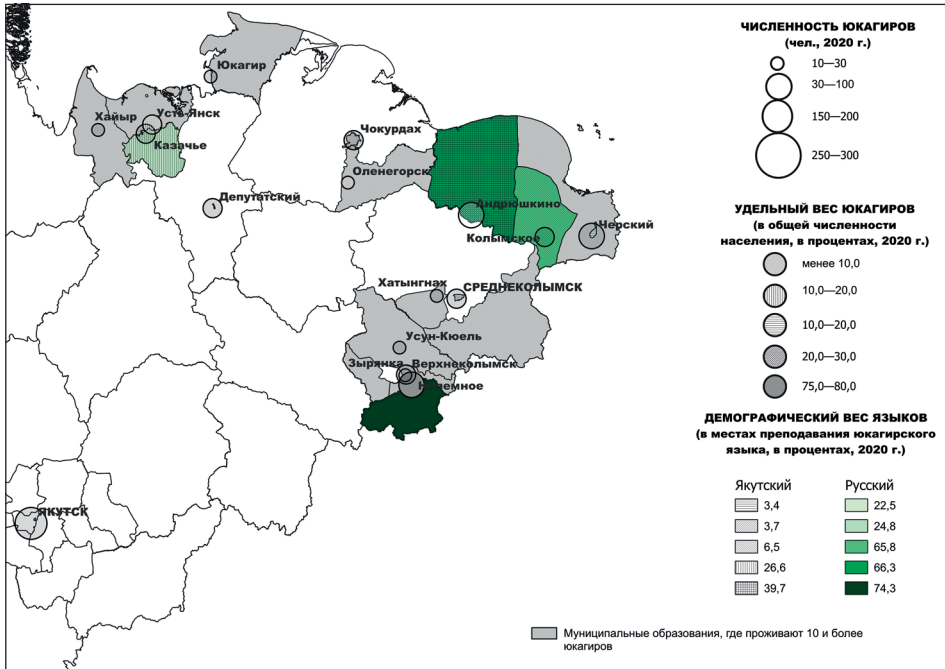 Юкагир
Усть-Янск
Хайыр
Казачье
Чокурдах
Оленегорск
Депутатский
Андрюшкино
Колымское
Черский
Хатынгнах
СРЕДНЕКОЛЫМСК
Усун-Кюель
Зырянка
Верхнеколымск
Нелемное
ЯКУТСК
ЧИСЛЕННОСТЬ ЮКАГИРОВ
(чел., 2020 г.)
10—30
30—100
150—200
250—300
УДЕЛЬНЫЙ ВЕС ЮКАГИРОВ
(в общей численности
населения, в процентах, 2020 г.)
менее 10,0
10,0—20,0
10,0—20,0
20,0—30,0
75,0—80,0
ДЕМОГРАФИЧЕСКИЙ ВЕС ЯЗЫКОВ
(в местах преподавания юкагирского
языка, в процентах, 2020 г.)
Якутский Русский
3,4 22,5
3,7 24,8
6,5 65,8
26,6 66,3
39,7 74,3
Муниципальные образования, где проживают 10 и более
юкагиров